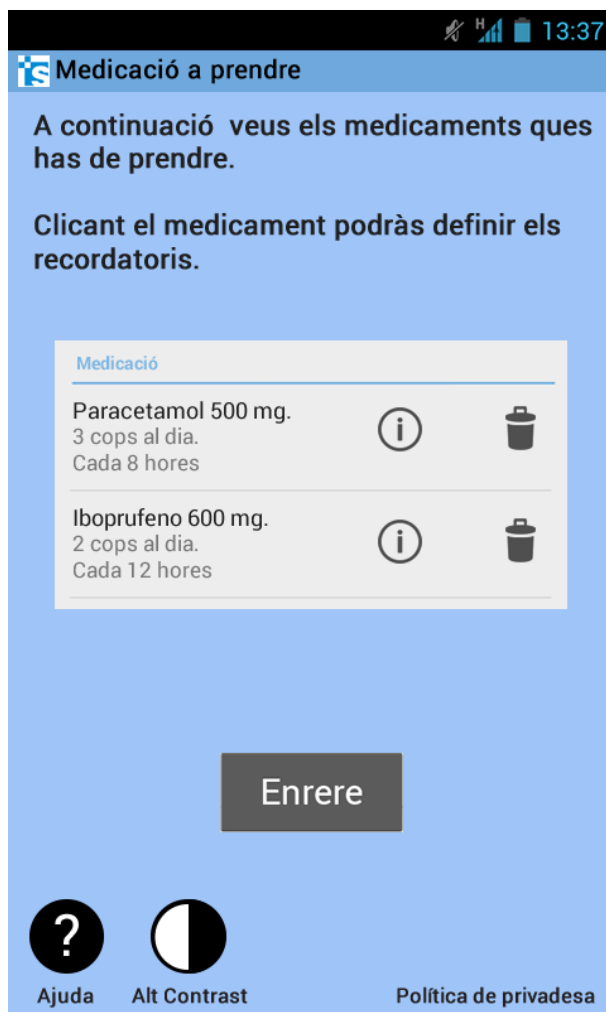 H 13:37
Medicació a prendre
A continuació veus els medicaments ques
has de prendre.
Clicant el medicament podràs definir els
recordatoris.
Medicació
Paracetamol 500 mg.
3 cops al dia.
Cada 8 hores
Iboprufeno 600 mg.
2 cops al dia.
Cada 12 hores
Enrere
?
Ajuda
Alt Contrast
Política de privadesa